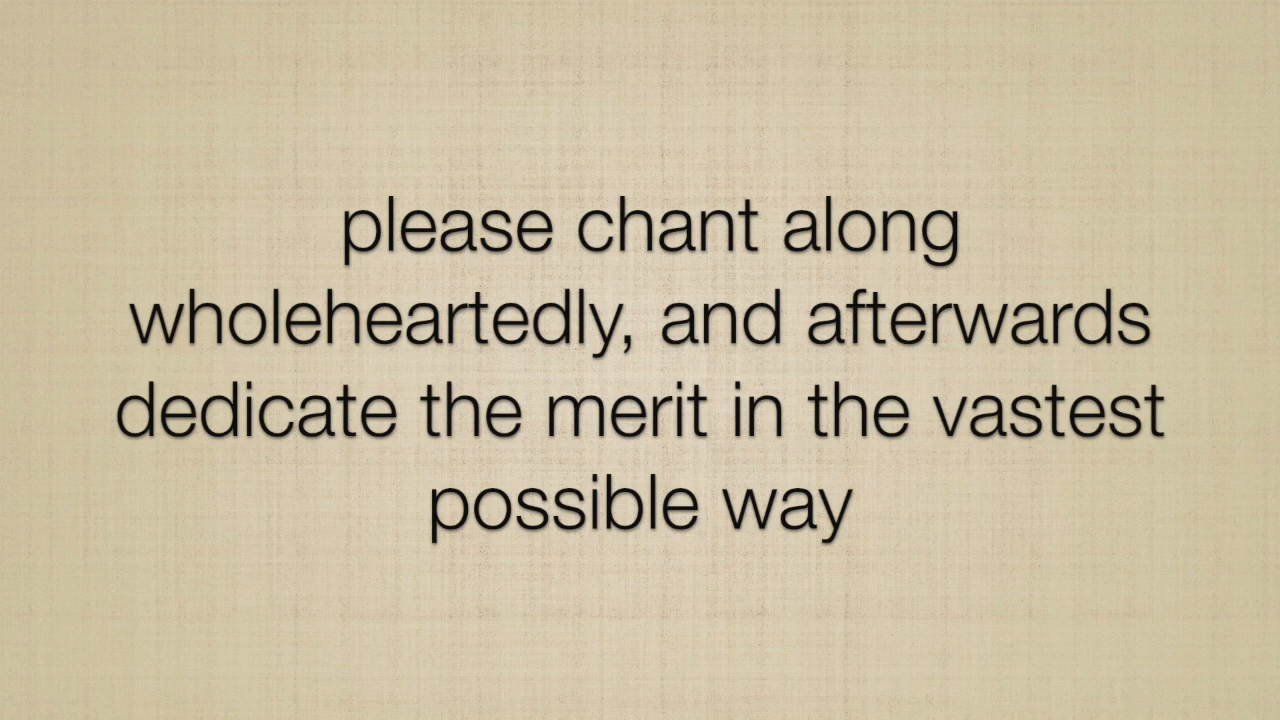 please chant along
wholeheartedly, and afterwards
dedicate the merit in the vastest
possible way